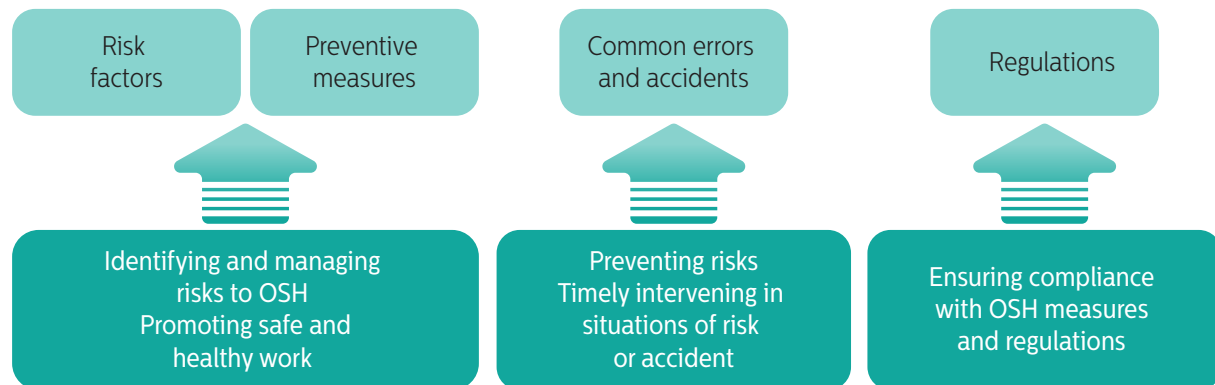 Risk
factors
Preventive
measures
Common errors
and accidents
Regulations
Identifying and managing
risks to OSH
Promoting safe and
healthy work
Preventing risks
Timely intervening in
situations of risk
or accident
Ensuring compliance
with OSH measures
and regulations